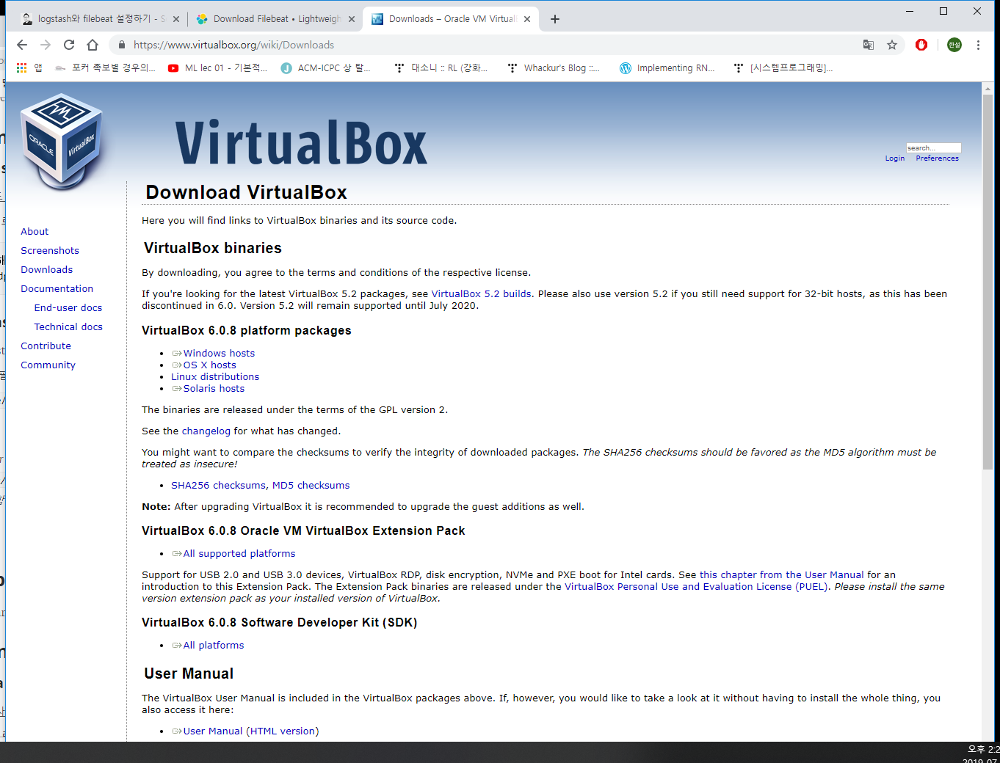 logstash와 filebeat 설정하기 - S
Download Filebeat • Lightweigh
Downloads – Oracle VM Virtual
https://www.virtualbox.org/wiki/Downloads
한설
앱
포커 족보별 경우의...
ML lec 01 - 기본적...
ACM-ICPC 상 탈...
대소니 :: RL (강화...
Whackur's Blog ::...
Implementing RN...
[시스템프로그래밍]...
ORACLE
VirtualBox
VirtualBox
search...
Login
Preferences
Download VirtualBox
Here you will find links to VirtualBox binaries and its source code.
About
Screenshots
Downloads
Documentation
End-user docs
Technical docs
Contribute
Community
VirtualBox binaries
By downloading, you agree to the terms and conditions of the respective license.
If you're looking for the latest VirtualBox 5.2 packages, see VirtualBox 5.2 builds. Please also use version 5.2 if you still need support for 32-bit hosts, as this has been
discontinued in 6.0. Version 5.2 will remain supported until July 2020.
VirtualBox 6.0.8 platform packages
• Windows hosts
• OS X hosts
• Linux distributions
• Solaris hosts
The binaries are released under the terms of the GPL version 2.
See the changelog for what has changed.
You might want to compare the checksums to verify the integrity of downloaded packages. The SHA256 checksums should be favored as the MD5 algorithm must be
treated as insecure!
• SHA256 checksums, MD5 checksums
Note: After upgrading VirtualBox it is recommended to upgrade the guest additions as well.
VirtualBox 6.0.8 Oracle VM VirtualBox Extension Pack
• All supported platforms
Support for USB 2.0 and USB 3.0 devices, VirtualBox RDP, disk encryption, NVMe and PXE boot for Intel cards. See this chapter from the User Manual for an
introduction to this Extension Pack. The Extension Pack binaries are released under the VirtualBox Personal Use and Evaluation License (PUEL). Please install the same
version extension pack as your installed version of VirtualBox.
VirtualBox 6.0.8 Software Developer Kit (SDK)
• All platforms
User Manual
The VirtualBox User Manual is included in the VirtualBox packages above. If, however, you would like to take a look at it without having to install the whole thing, you
also access it here:
• User Manual (HTML version)
오후 2:2
2019-07